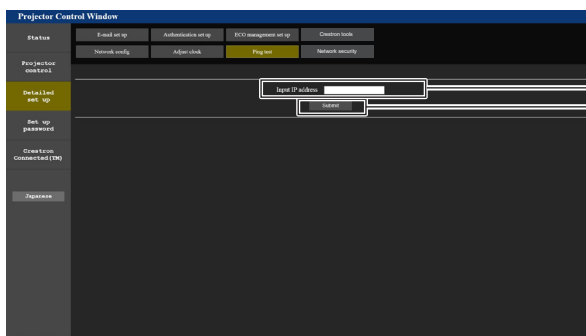 Projector Control Window
Status
E-mail set up
Authentication set up
ECO management set up
Crestron tools
Network config
Adjust clock
Ping test
Network security
Projector
control
Detailed
set up
Set up
password
Crestron
Connected(TM)
Japanese
Input IP address
Submit